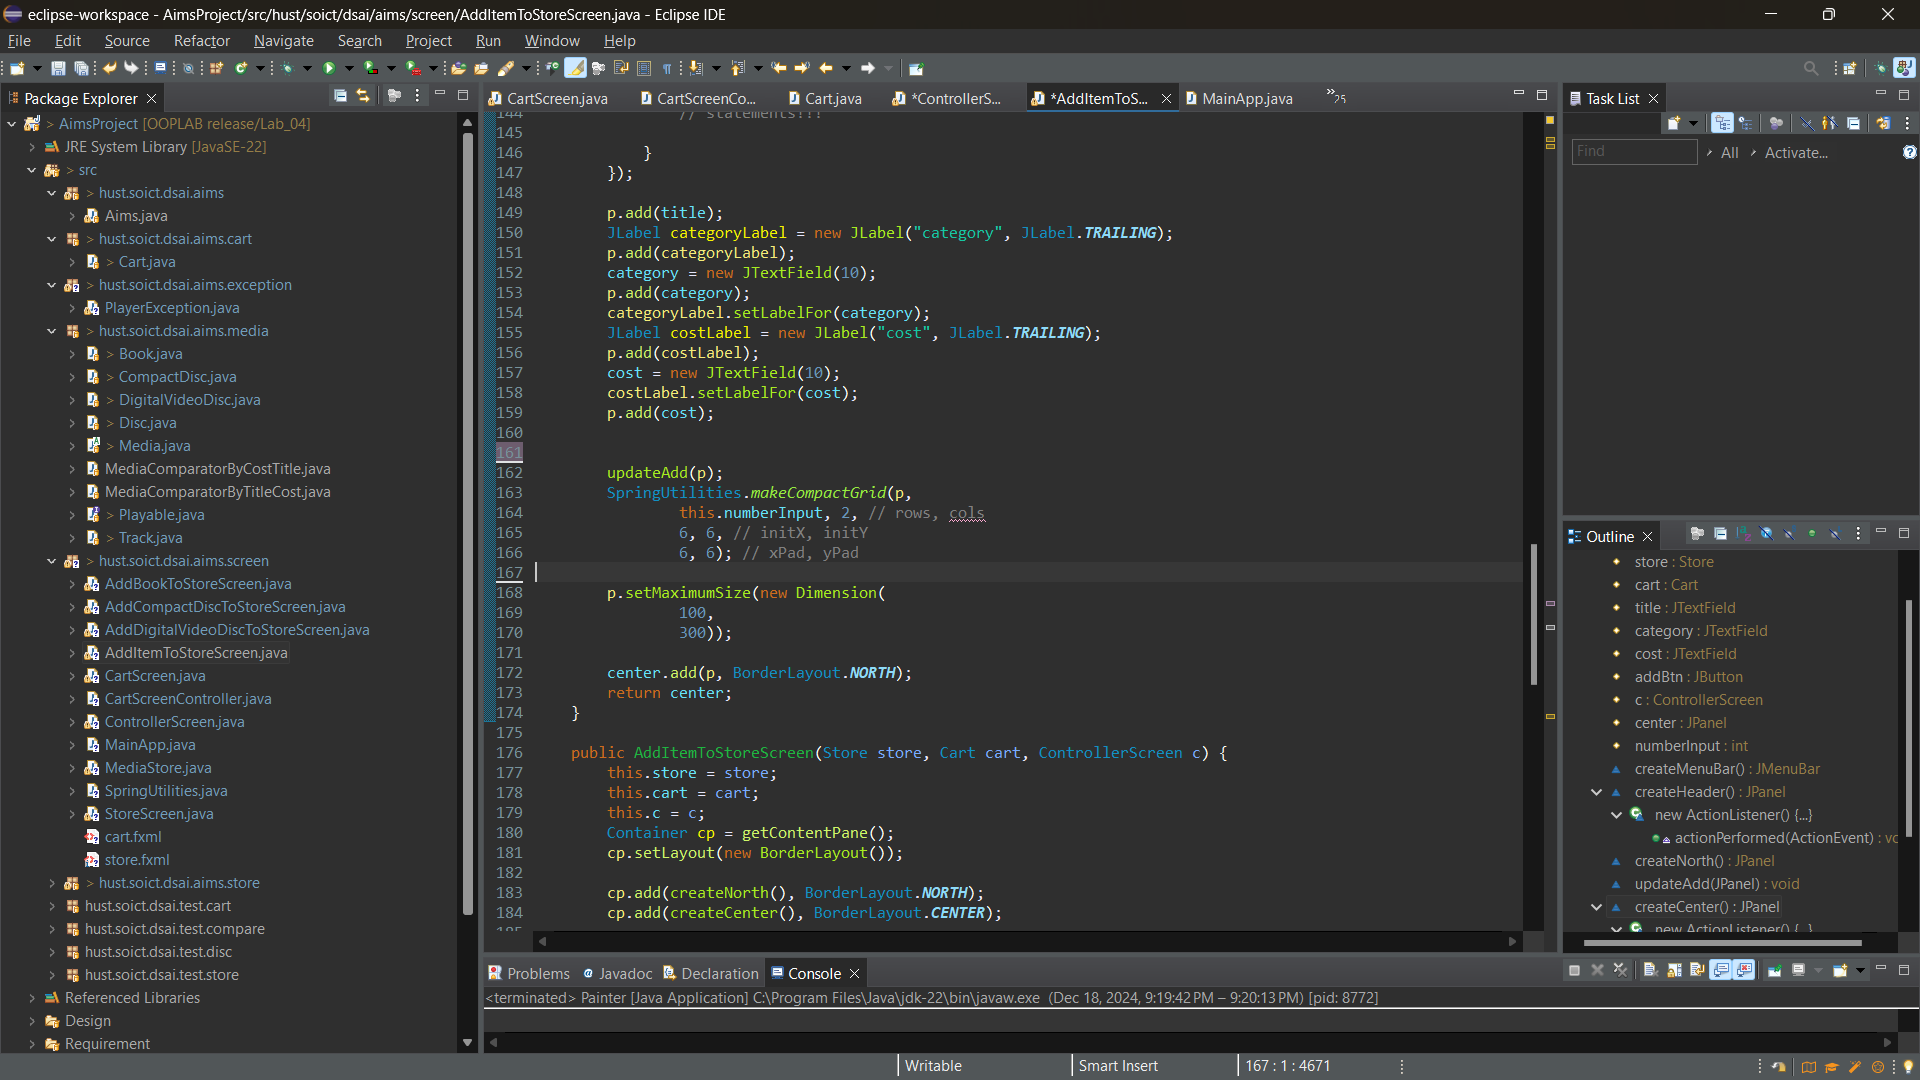 eclipse-workspace - AimsProject/src/hust/soict/dsai/aims/screen/AddItemToStoreScreen.java - Eclipse IDE
File Edit Source Refactor Navigate Search Project Run Window Help
Package Explorer
> AimsProject [OOPLAB release/Lab_04]
JRE System Library [JavaSE-22]
> src
> hust.soict.dsai.aims
Aims.java
> hust.soict.dsai.aims.cart
> Cart.java
> hust.soict.dsai.aims.exception
PlayerException.java
> hust.soict.dsai.aims.media
> Book.java
> CompactDisc.java
> DigitalVideoDisc.java
> Disc.java
> Media.java
MediaComparatorByCostTitle.java
MediaComparatorByTitleCost.java
> Playable.java
> Track.java
> hust.soict.dsai.aims.screen
AddBookToStoreScreen.java
AddCompactDiscToStoreScreen.java
AddDigitalVideoDiscToStoreScreen.java
AddItemToStoreScreen.java
CartScreen.java
CartScreenController.java
ControllerScreen.java
MainApp.java
MediaStore.java
SpringUtilities.java
StoreScreen.java
cart.fxml
store.fxml
> hust.soict.dsai.aims.store
hust.soict.dsai.test.cart
hust.soict.dsai.test.compare
hust.soict.dsai.test.disc
hust.soict.dsai.test.store
Referenced Libraries
Design
Requirement
CartScreen.java CartScreenCo... Cart.java *ControllerS... *AddItemToS... MainApp.java »25
144 // statements!!!
145
146 }
147 });
148
149 p.add(title);
150 JLabel categoryLabel = new JLabel("category", JLabel.TRAILING);
151 p.add(categoryLabel);
152 category = new JTextField(10);
153 p.add(category);
154 categoryLabel.setLabelFor(category);
155 JLabel costLabel = new JLabel("cost", JLabel.TRAILING);
156 p.add(costLabel);
157 cost = new JTextField(10);
158 costLabel.setLabelFor(cost);
159 p.add(cost);
160
161
162 updateAdd(p);
163 SpringUtilities.makeCompactGrid(p,
164 this.numberInput, 2, // rows, cols
165 6, 6, // initX, initY
166 6, 6); // xPad, yPad
167
168 p.setMaximumSize(new Dimension(
169 100,
170 300));
171
172 center.add(p, BorderLayout.NORTH);
173 return center;
174 }
175
176 public AddItemToStoreScreen(Store store, Cart cart, ControllerScreen c) {
177 this.store = store;
178 this.cart = cart;
179 this.c = c;
180 Container cp = getContentPane();
181 cp.setLayout(new BorderLayout());
182
183 cp.add(createNorth(), BorderLayout.NORTH);
184 cp.add(createCenter(), BorderLayout.CENTER);
185
Task List
Find All Activate...
Outline
store : Store
cart : Cart
title : JTextField
category : JTextField
cost : JTextField
addBtn : JButton
c : ControllerScreen
center : JPanel
numberInput : int
createMenuBar() : JMenuBar
createHeader() : JPanel
new ActionListener() {...}
actionPerformed(ActionEvent) : vc
createNorth() : JPanel
updateAdd(JPanel) : void
createCenter() : JPanel
new ActionListener() {...}
Problems Javadoc Declaration Console
<terminated> Painter [Java Application] C:\Program Files\Java\jdk-22\bin\javaw.exe (Dec 18, 2024, 9:19:42 PM – 9:20:13 PM) [pid: 8772]
Writable Smart Insert 167 : 1 : 4671